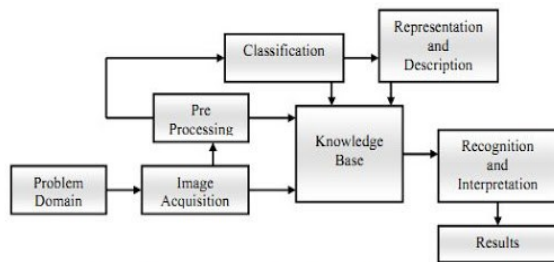 Classification
Representation
and
Description
Pre
Processing
Knowledge
Base
Recognition
and
Interpretation
Problem
Domain
Image
Acquisition
Results